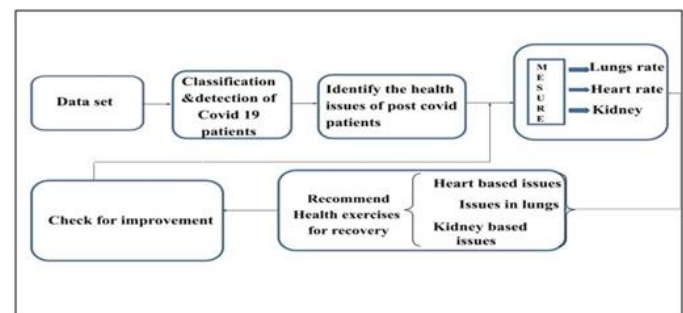 Data set
Classification
&detection of
Covid 19
patients
Identify the health
issues of post covid
patients
M
E
S
U
R
E
Lungs rate
Heart rate
Kidney
Recommend
Health exercises
for recovery
Heart based issues
Issues in lungs
Kidney based
issues
Check for improvement